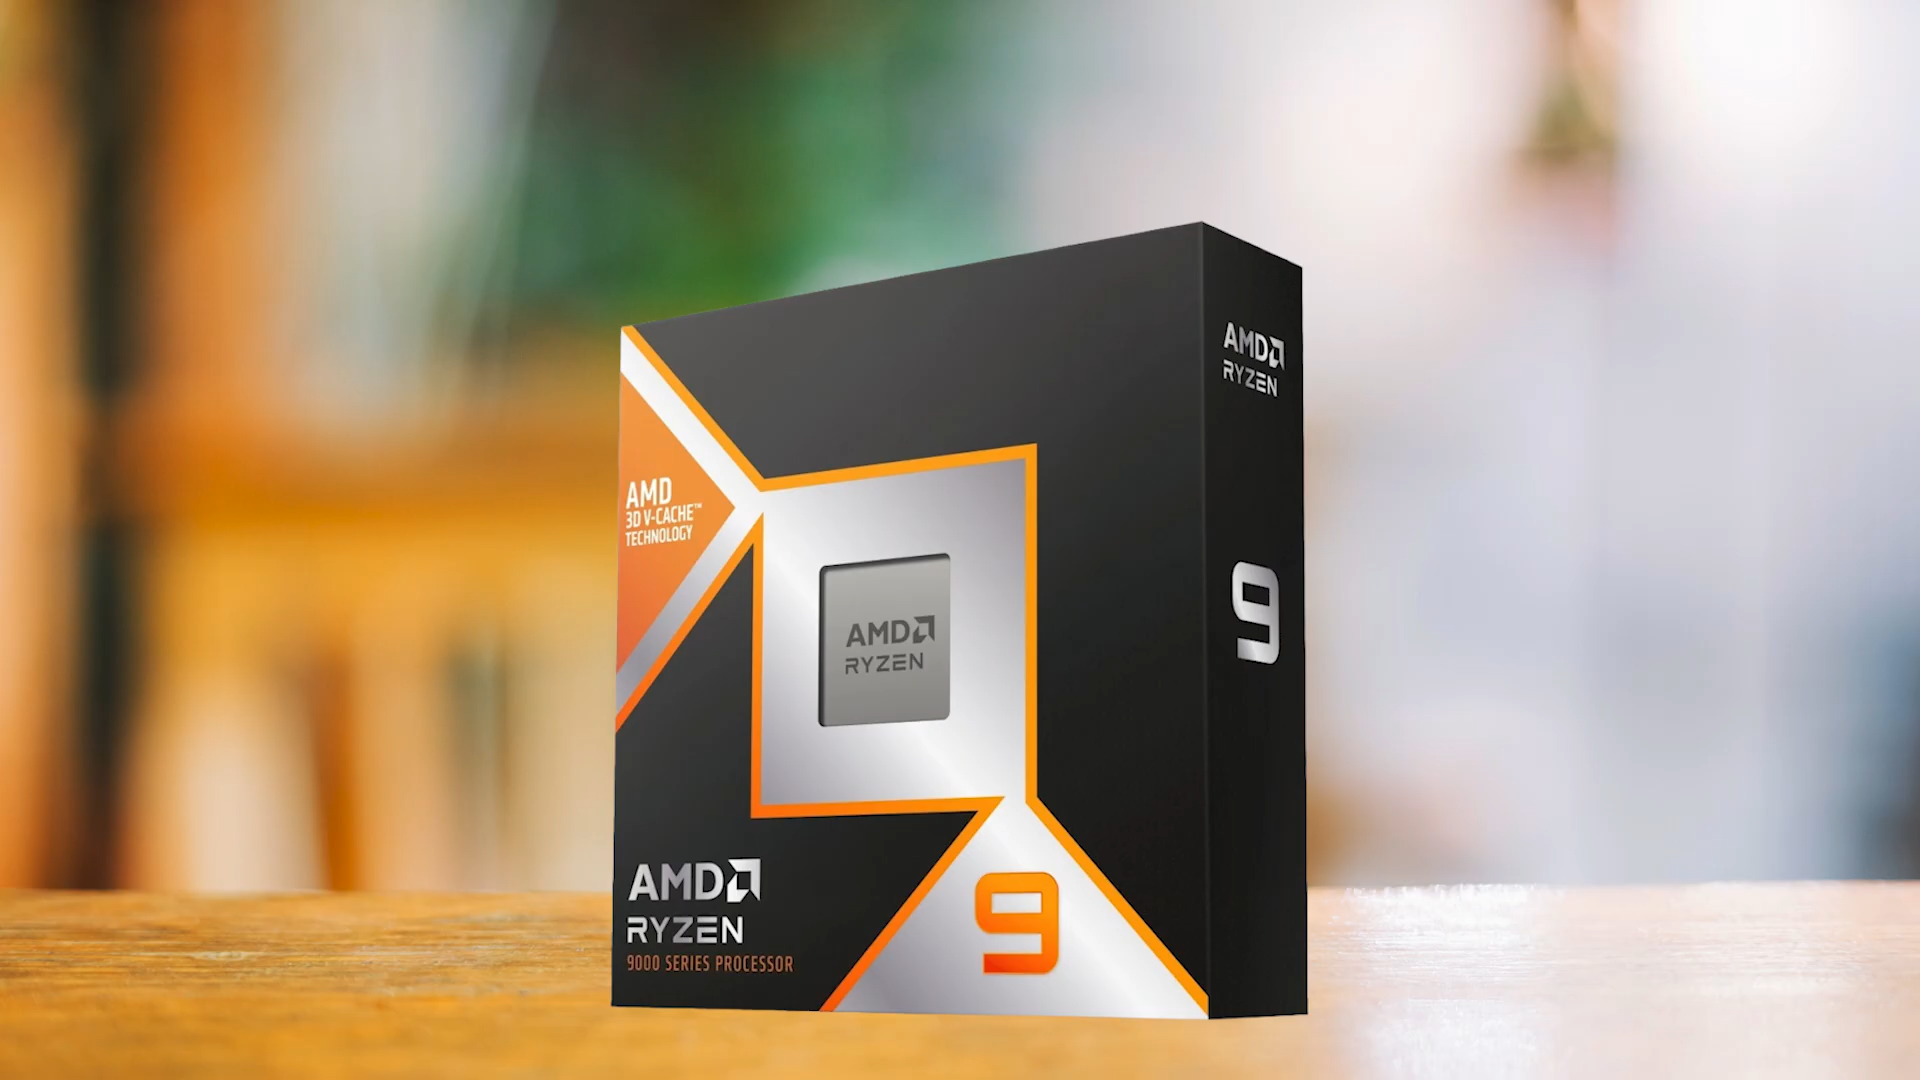 AMD
3D V-CACHE™
TECHNOLOGY
AMD
RYZEN
AMD
RYZEN
9000 SERIES PROCESSOR
9
AMD
RYZEN
9